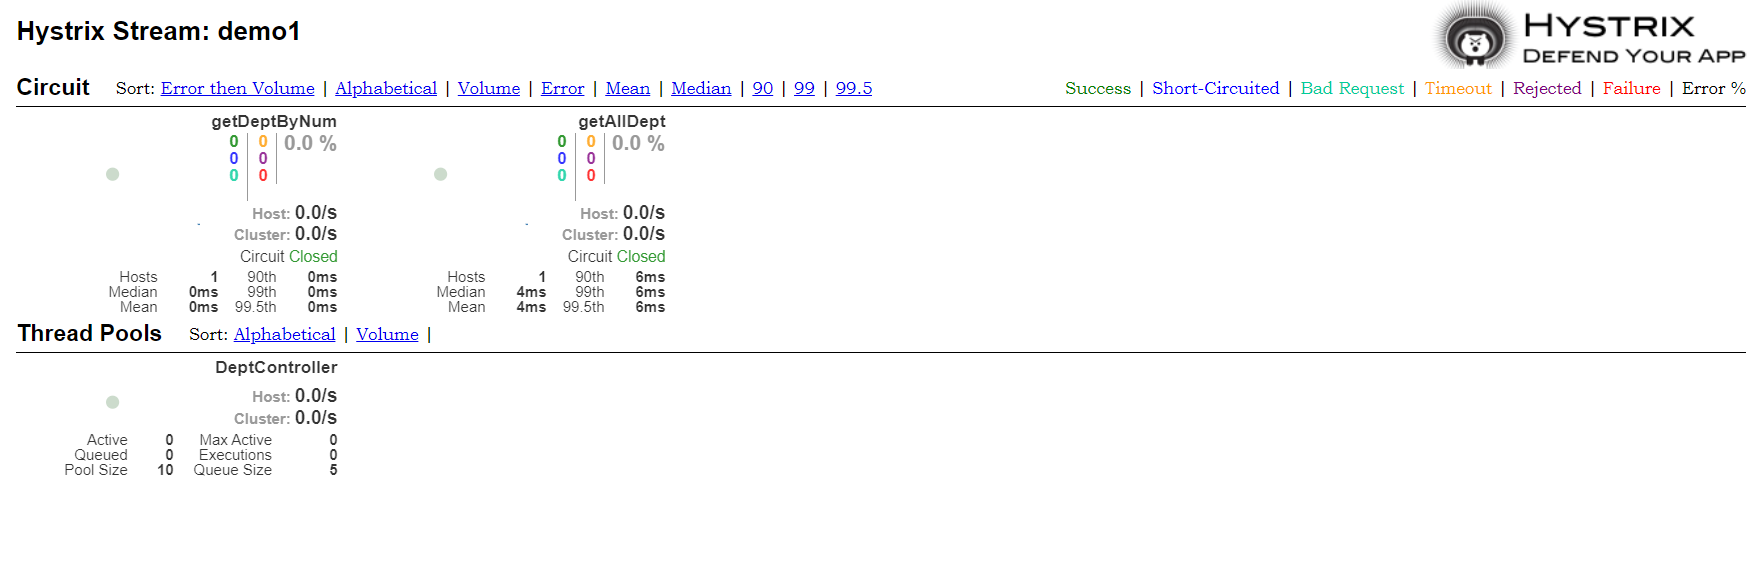 Hystrix Stream: demo1
HYSTRIX
DEFEND YOUR APP
Circuit Sort: Error then Volume | Alphabetical | Volume | Error | Mean | Median | 90 | 99 | 99.5
Success | Short-Circuited | Bad Request | Timeout | Rejected | Failure | Error %
getDeptByNum
0 0 0.0 %
0 0
0 0
Host: 0.0/s
Cluster: 0.0/s
Circuit Closed
Hosts 1 90th 0ms
Median 0ms 99th 0ms
Mean 0ms 99.5th 0ms
getAllDept
0 0 0.0 %
0 0
0 0
Host: 0.0/s
Cluster: 0.0/s
Circuit Closed
Hosts 1 90th 6ms
Median 4ms 99th 6ms
Mean 4ms 99.5th 6ms
Thread Pools Sort: Alphabetical | Volume |
DeptController
Host: 0.0/s
Cluster: 0.0/s
Active 0 Max Active 0
Queued 0 Executions 0
Pool Size 10 Queue Size 5